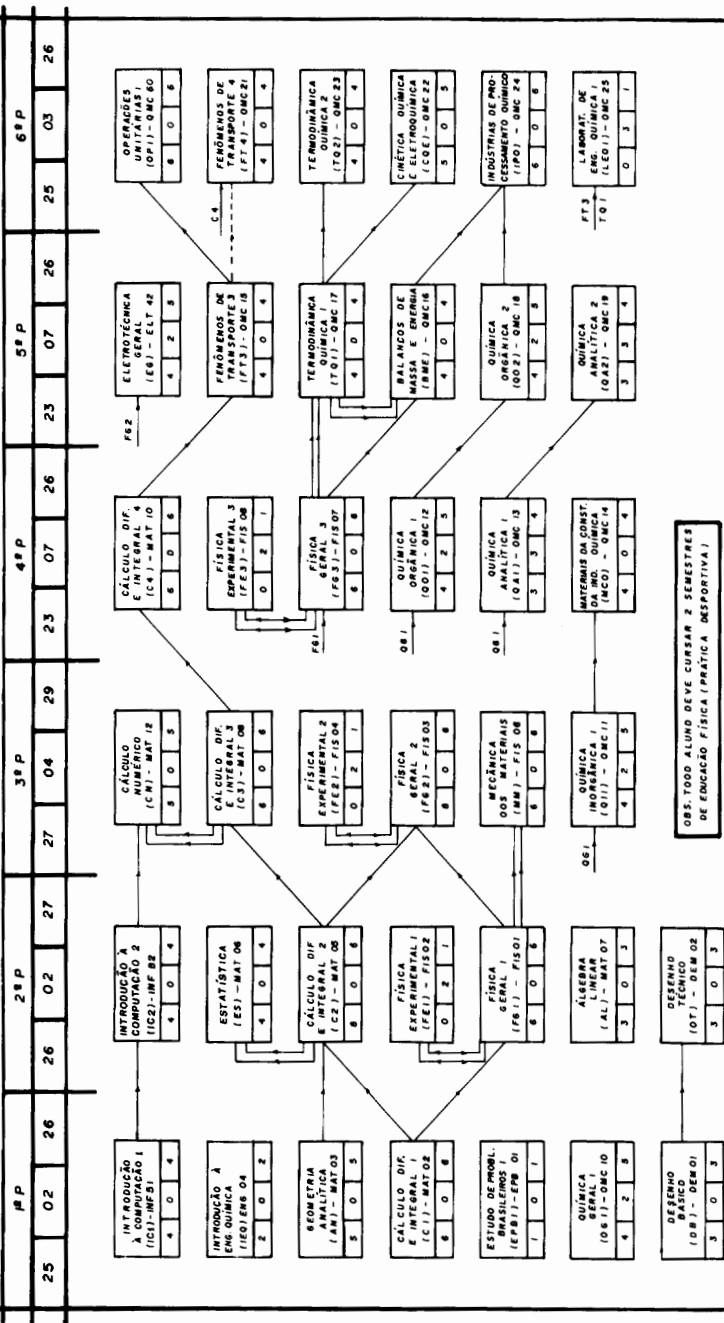 1º P
25 02 26
INTRODUÇÃO
À COMPUTAÇÃO 1
(IC1)-INF 51
4 0 4
INTRODUÇÃO À
ENG. QUÍMICA
(IEQ) ENG 04
2 0 2
GEOMETRIA
ANALÍTICA
(AN)- MAT 03
5 0 5
CÁLCULO DIF.
E INTEGRAL 1
(C1)- MAT 02
6 0 6
ESTUDO DE PROBL.
BRASILEIROS 1
(EPB1)-EPB 01
1 0 1
QUÍMICA
GERAL 1
(QG1)-QMC 10
4 2 5
DESENHO
BÁSICO
(DB)- DEM 01
3 0 3
2º P
26 02 27
INTRODUÇÃO À
COMPUTAÇÃO 2
(IC2)-INF 82
4 0 4
ESTATÍSTICA
(ES)-MAT 06
4 0 4
CÁLCULO DIF
E INTEGRAL 2
(C2)-MAT 05
6 0 6
FÍSICA
EXPERIMENTAL 1
(FE1)-FIS 02
0 2 1
FÍSICA
GERAL 1
(FG1)-FIS 01
6 0 6
ÁLGEBRA
LINEAR
(AL)-MAT 07
3 0 3
DESENHO
TÉCNICO
(DT)- DEM 02
3 0 3
3º P
27 04 29
CÁLCULO
NUMÉRICO
(CN)- MAT 12
5 0 5
CÁLCULO DIF.
E INTEGRAL 3
(C3)-MAT 08
6 0 6
FÍSICA
EXPERIMENTAL 2
(FE2)-FIS 04
0 2 1
FÍSICA
GERAL 2
(FG2)-FIS 03
6 0 6
MECÂNICA
DOS MATERIAIS
(MM)-FIS 06
6 0 6
QG1
QUÍMICA
INORGÂNICA 1
(QI1)-QMC 11
4 2 5
4º P
23 07 26
CÁLCULO DIF.
E INTEGRAL 4
(C4)-MAT 10
6 0 6
FÍSICA
EXPERIMENTAL 3
(FE3)-FIS 08
0 2 1
FG1
FÍSICA
GERAL 3
(FG3)-FIS 07
6 0 6
QG1
QUÍMICA
ORGÂNICA 1
(QO1)-QMC 12
4 2 5
QG1
QUÍMICA
ANALÍTICA 1
(QA1)-QMC 13
3 3 4
MATERIAIS DA CONST.
DA IND. QUÍMICA
(MCQ)-QMC 14
4 0 4
5º P
23 07 26
FG2
ELETROTÉCNICA
GERAL
(EG)-ELT 42
4 2 5
FENÔMENOS DE
TRANSPORTE 3
(FT3)-QMC 15
4 0 4
TERMODINÂMICA
QUÍMICA 1
(TQ1)-QMC 17
4 0 4
BALANÇOS DE
MASSA E ENERGIA
(BME)-QMC 16
4 0 4
QUÍMICA
ORGÂNICA 2
(QO2)-QMC 18
4 2 5
QUÍMICA
ANALÍTICA 2
(QA2)-QMC 19
3 3 4
6º P
25 03 26
OPERAÇÕES
UNITÁRIAS 1
(OP1)-QMC 60
6 0 6
C4
FENÔMENOS DE
TRANSPORTE 4
(FT4)-QMC 21
4 0 4
TERMODINÂMICA
QUÍMICA 2
(TQ2)-QMC 23
4 0 4
CINÉTICA QUÍMICA
E ELETROQUÍMICA
(CQE)-QMC 22
5 0 5
INDÚSTRIAS DE PRO-
CESSAMENTO QUÍMICO
(IPQ)-QMC 24
6 0 6
FT3
TQ1
LABORAT. DE
ENG. QUÍMICA 1
(LEQ1)-QMC 25
0 3 1
OBS. TODO ALUNO DEVE CURSAR 2 SEMESTRES
DE EDUCAÇÃO FÍSICA (PRÁTICA DESPORTIVA)